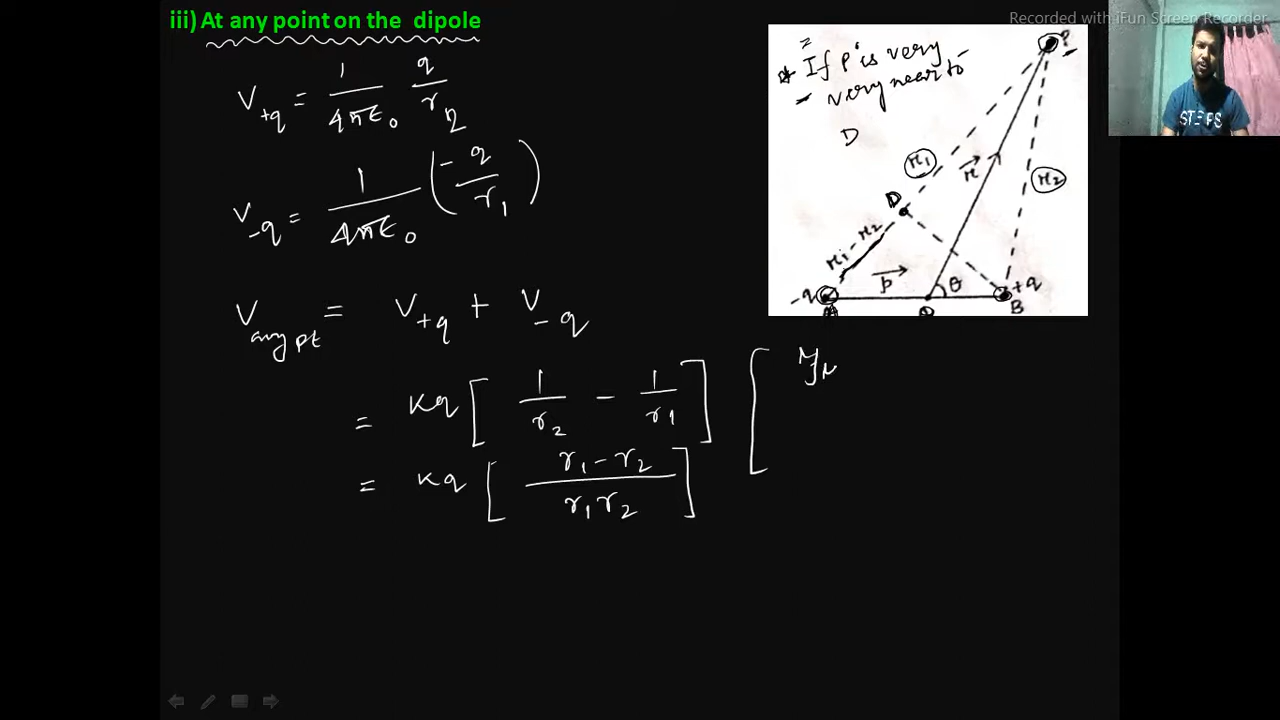 iii) At any point on the dipole
Recorded with iFun Screen Recorder
STEPS
V+q = 1/4πε₀ q/r₂
V-q = 1/4πε₀ (-q/r₁)
V any pt = V+q + V-q
= Kq [ 1/r₂ - 1/r₁ ] [
= Kq [ r₁-r₂ / r₁r₂ ]
* If P is very
very near to
D
P
r₁
r
r₂
D
r₁-r₂
p
θ
-q
+q
A
O
B